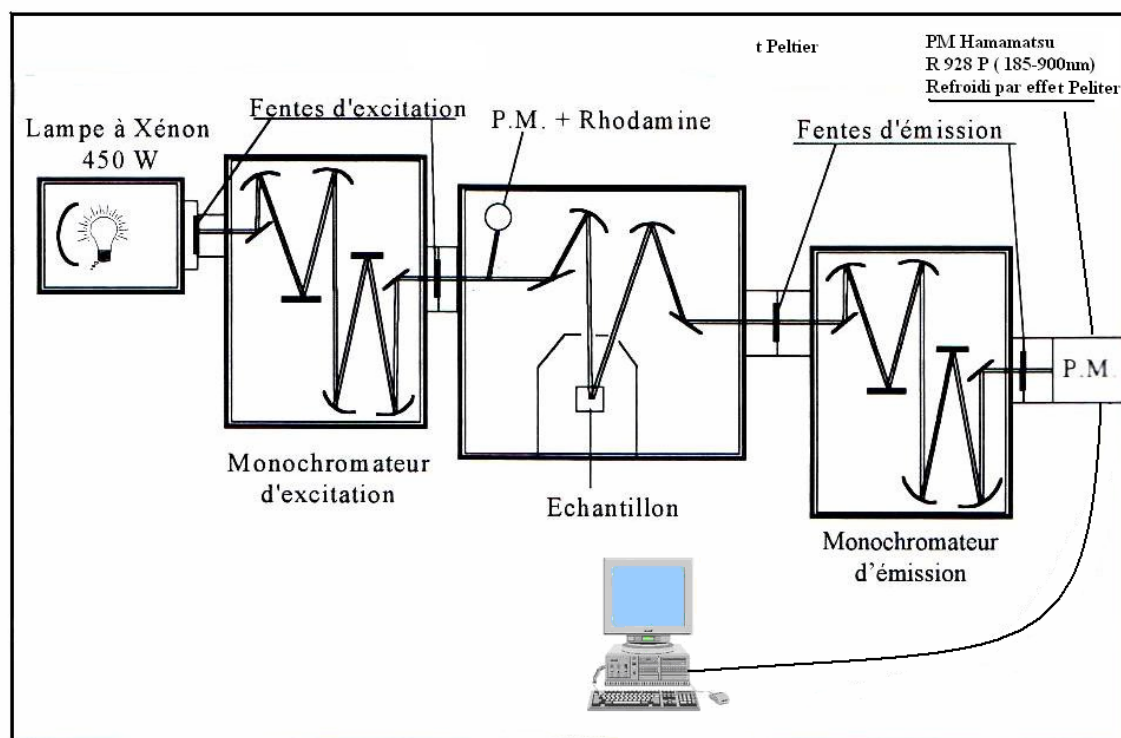 t Peltier
PM Hamamatsu
R 928 P ( 185-900nm)
Refroidi par effet Peliter
Fentes d'excitation
P.M. + Rhodamine
Fentes d'émission
Lampe à Xénon
450 W
P.M.
Monochromateur
d'excitation
Echantillon
Monochromateur
d'émission